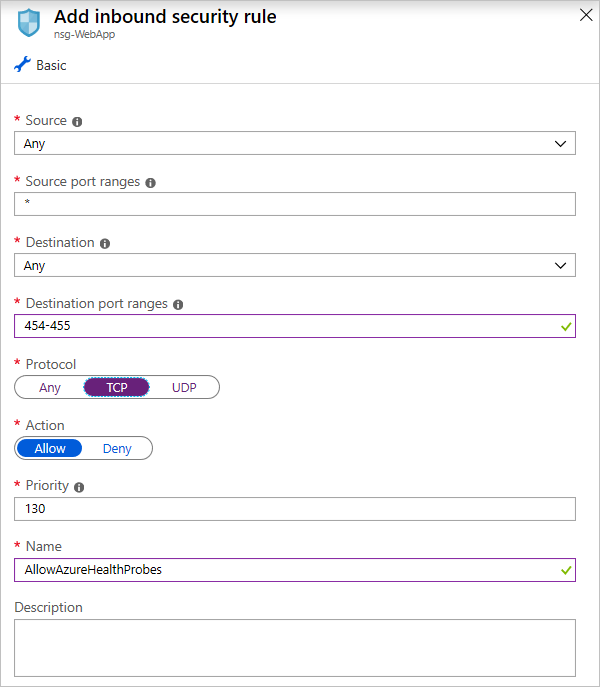 Add inbound security rule
nsg-WebApp
Basic
* Source
Any
* Source port ranges
*
* Destination
Any
* Destination port ranges
454-455
* Protocol
Any TCP UDP
* Action
Allow Deny
* Priority
130
* Name
AllowAzureHealthProbes
Description